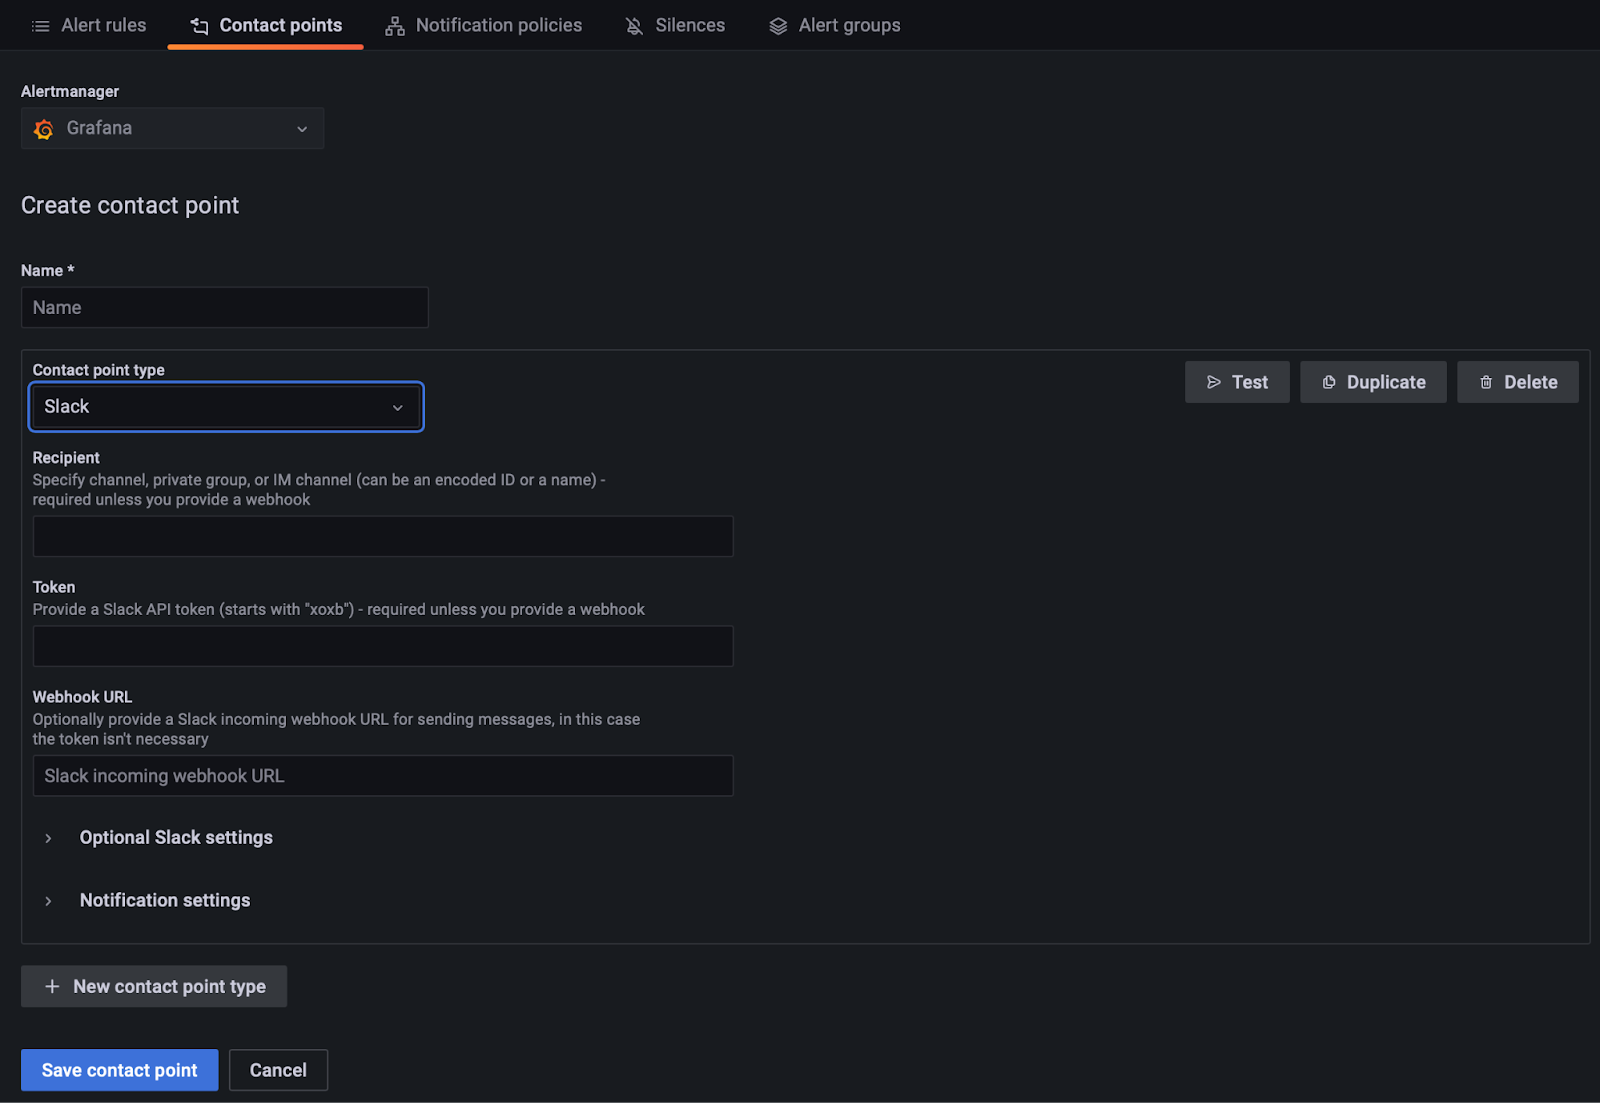 Alert rules
Contact points
Notification policies
Silences
Alert groups
Alertmanager
Grafana
Create contact point
Name *
Name
Contact point type
Test
Duplicate
Delete
Slack
Recipient
Specify channel, private group, or IM channel (can be an encoded ID or a name) -
required unless you provide a webhook
Token
Provide a Slack API token (starts with "xoxb") - required unless you provide a webhook
Webhook URL
Optionally provide a Slack incoming webhook URL for sending messages, in this case
the token isn't necessary
Slack incoming webhook URL
Optional Slack settings
Notification settings
New contact point type
Save contact point
Cancel